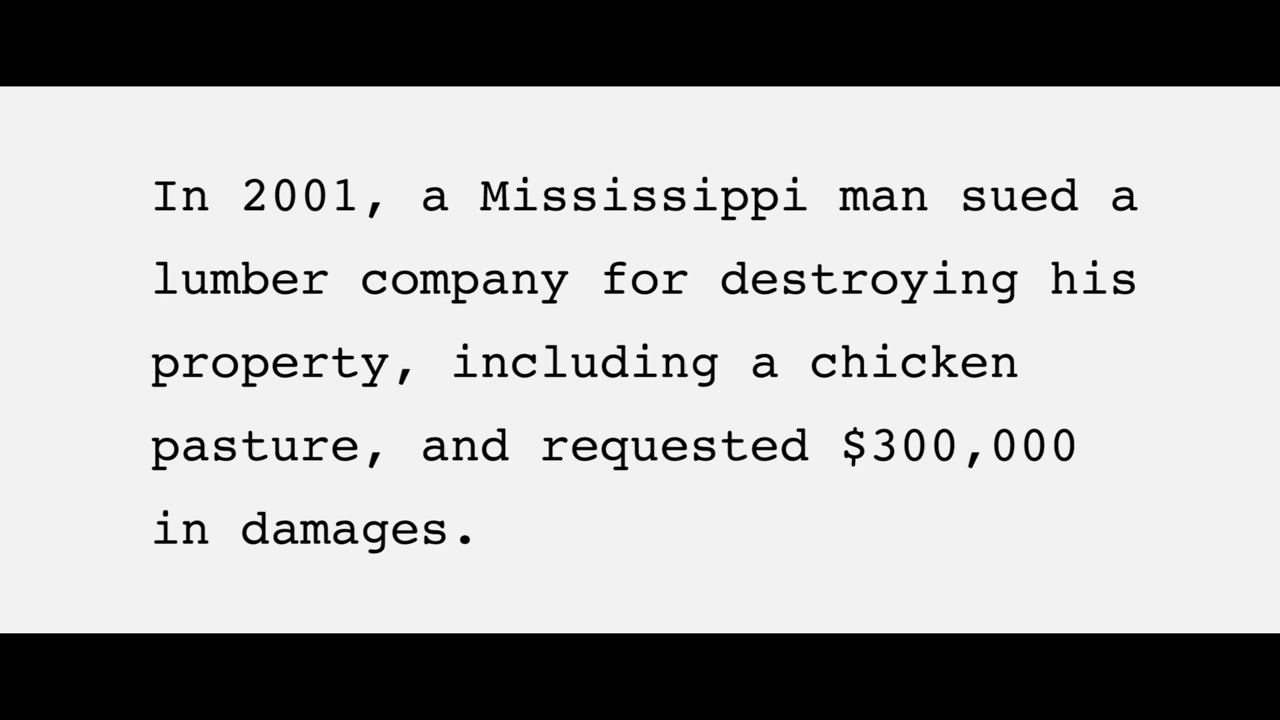 In 2001, a Mississippi man sued a
lumber company for destroying his
property, including a chicken
pasture, and requested $300,000
in damages.